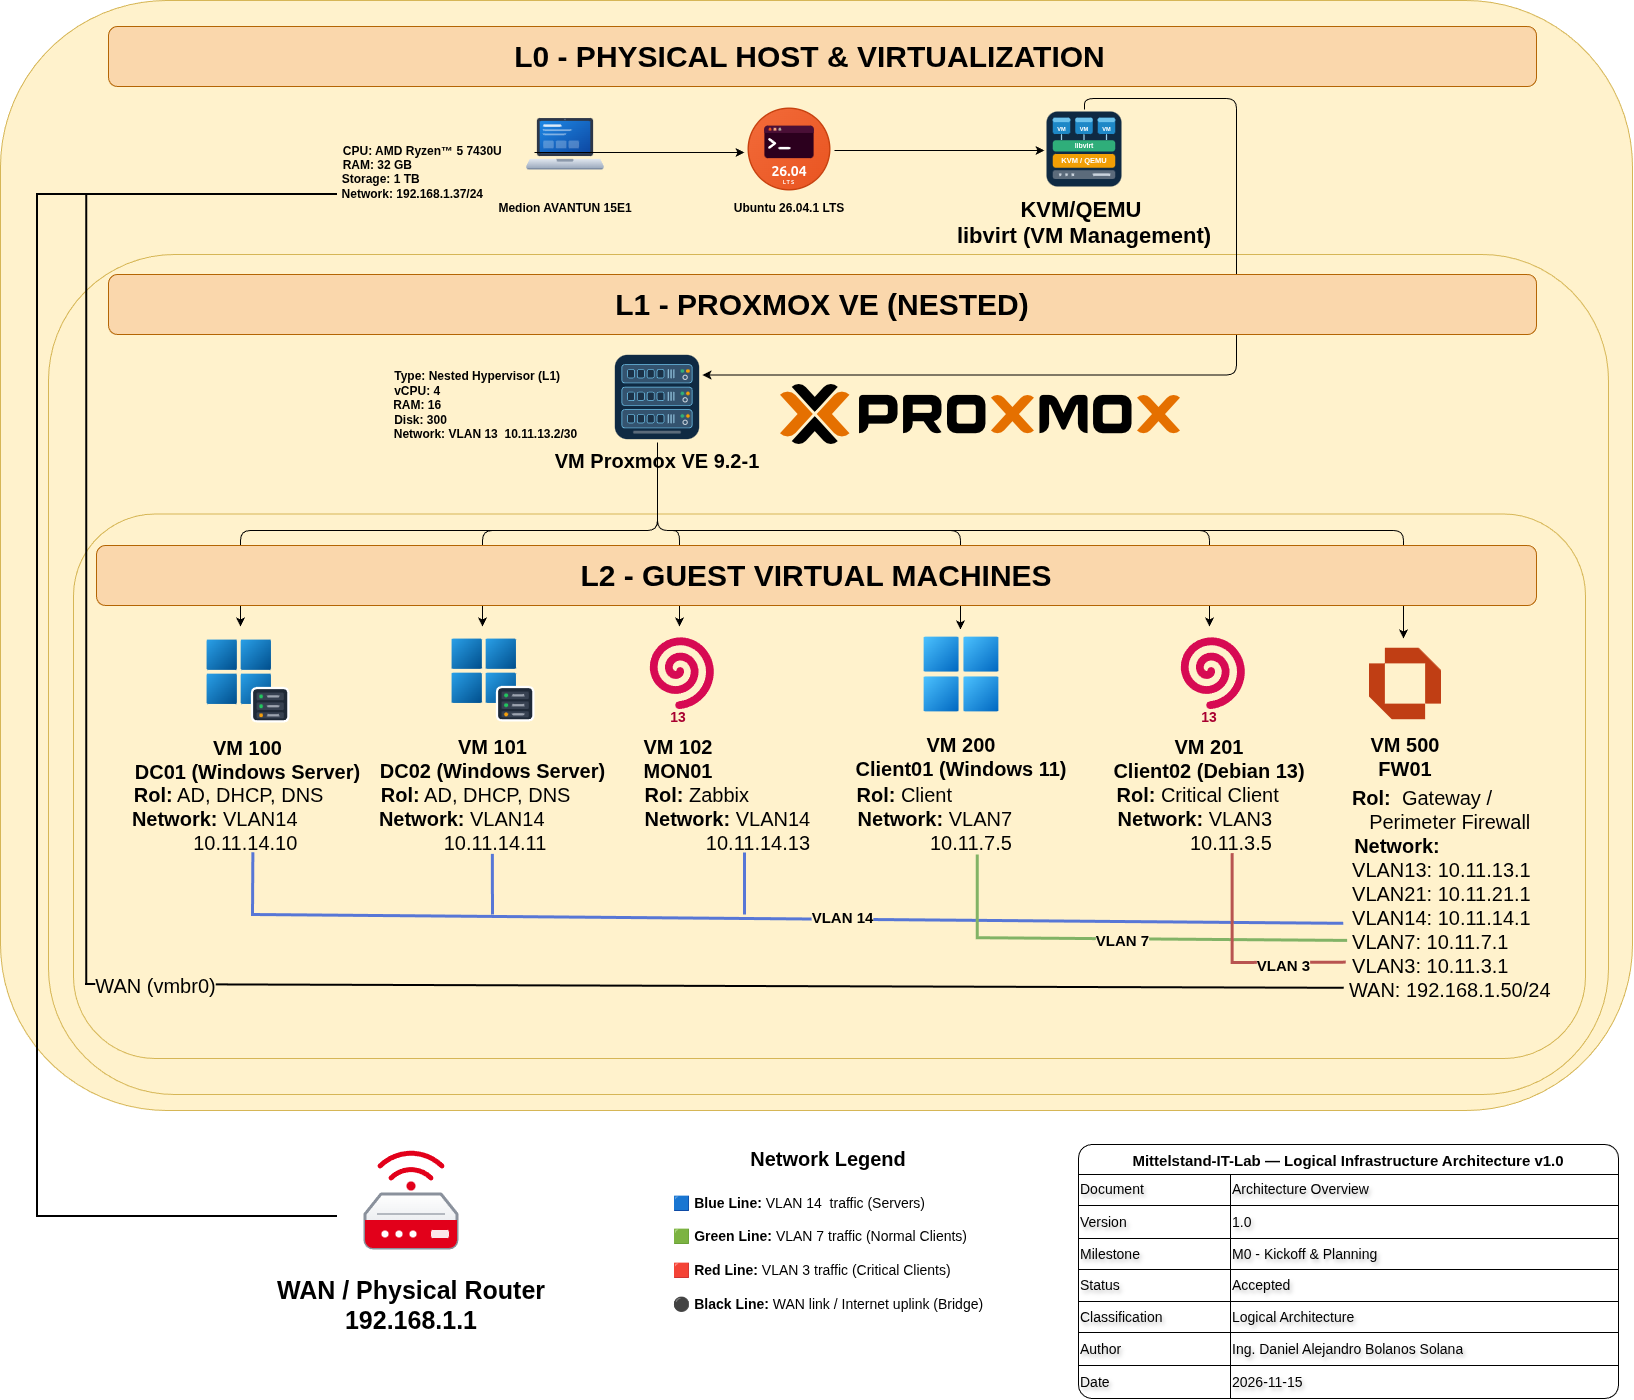 L0 - PHYSICAL HOST & VIRTUALIZATION
CPU: AMD Ryzen™ 5 7430U
RAM: 32 GB
Storage: 1 TB
Network: 192.168.1.37/24
Medion AVANTUN 15E1
26.04
LTS
Ubuntu 26.04.1 LTS
VM VM VM
libvirt
KVM / QEMU
KVM/QEMU
libvirt (VM Management)
L1 - PROXMOX VE (NESTED)
Type: Nested Hypervisor (L1)
vCPU: 4
RAM: 16
Disk: 300
Network: VLAN 13 10.11.13.2/30
VM Proxmox VE 9.2-1
PROXMOX
L2 - GUEST VIRTUAL MACHINES
VM 100
DC01 (Windows Server)
Rol: AD, DHCP, DNS
Network: VLAN14
10.11.14.10
VM 101
DC02 (Windows Server)
Rol: AD, DHCP, DNS
Network: VLAN14
10.11.14.11
13
VM 102
MON01
Rol: Zabbix
Network: VLAN14
10.11.14.13
VM 200
Client01 (Windows 11)
Rol: Client
Network: VLAN7
10.11.7.5
13
VM 201
Client02 (Debian 13)
Rol: Critical Client
Network: VLAN3
10.11.3.5
VM 500
FW01
Rol: Gateway /
Perimeter Firewall
Network:
VLAN13: 10.11.13.1
VLAN21: 10.11.21.1
VLAN14: 10.11.14.1
VLAN7: 10.11.7.1
VLAN3: 10.11.3.1
WAN: 192.168.1.50/24
VLAN 14
VLAN 7
VLAN 3
WAN (vmbr0)
WAN / Physical Router
192.168.1.1
Network Legend
Blue Line: VLAN 14 traffic (Servers)
Green Line: VLAN 7 traffic (Normal Clients)
Red Line: VLAN 3 traffic (Critical Clients)
Black Line: WAN link / Internet uplink (Bridge)
Mittelstand-IT-Lab — Logical Infrastructure Architecture v1.0
Document Architecture Overview
Version 1.0
Milestone M0 - Kickoff & Planning
Status Accepted
Classification Logical Architecture
Author Ing. Daniel Alejandro Bolanos Solana
Date 2026-11-15